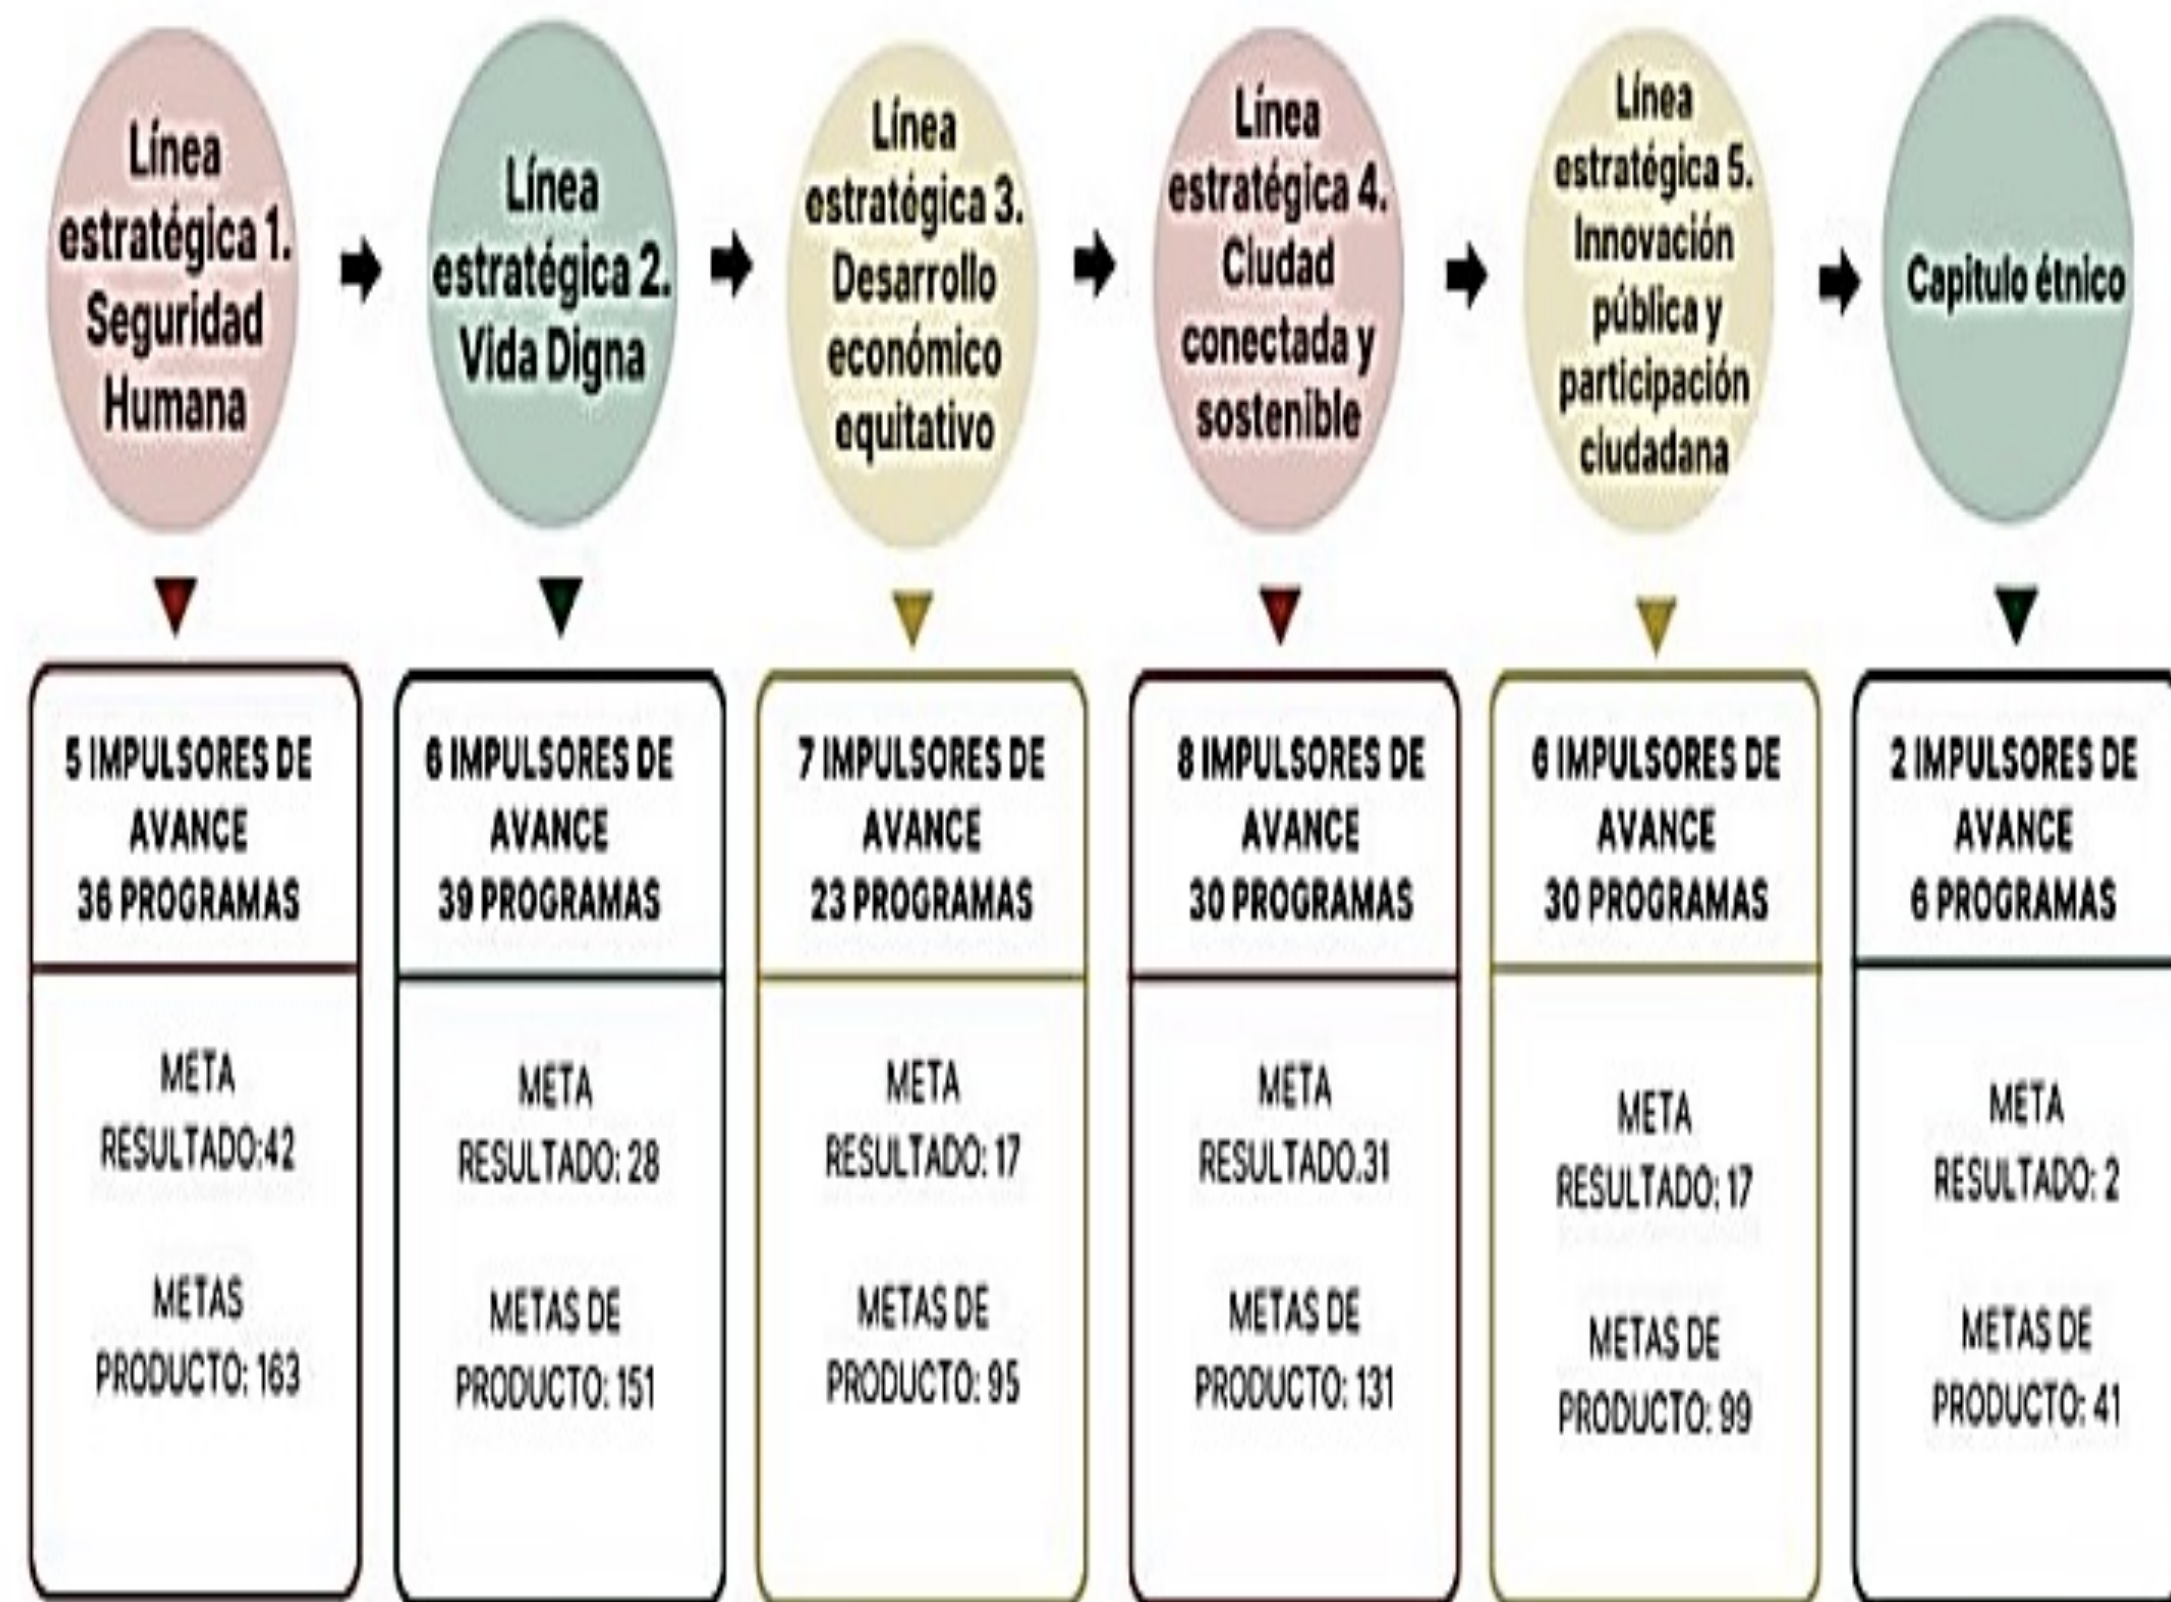 Línea
estratégica 1.
Seguridad
Humana
Línea
estratégica 2.
Vida Digna
Línea
estratégica 3.
Desarrollo
económico
equitativo
Línea
estratégica 4.
Ciudad
conectada y
sostenible
Línea
estratégica 5.
Innovación
pública y
participación
ciudadana
Capitulo étnico
5 IMPULSORES DE
AVANCE
36 PROGRAMAS
META
RESULTADO:42
METAS
PRODUCTO: 163
6 IMPULSORES DE
AVANCE
39 PROGRAMAS
META
RESULTADO: 28
METAS DE
PRODUCTO: 151
7 IMPULSORES DE
AVANCE
23 PROGRAMAS
META
RESULTADO: 17
METAS DE
PRODUCTO: 95
8 IMPULSORES DE
AVANCE
30 PROGRAMAS
META
RESULTADO.31
METAS DE
PRODUCTO: 131
6 IMPULSORES DE
AVANCE
30 PROGRAMAS
META
RESULTADO: 17
METAS DE
PRODUCTO: 99
2 IMPULSORES DE
AVANCE
6 PROGRAMAS
META
RESULTADO: 2
METAS DE
PRODUCTO: 41